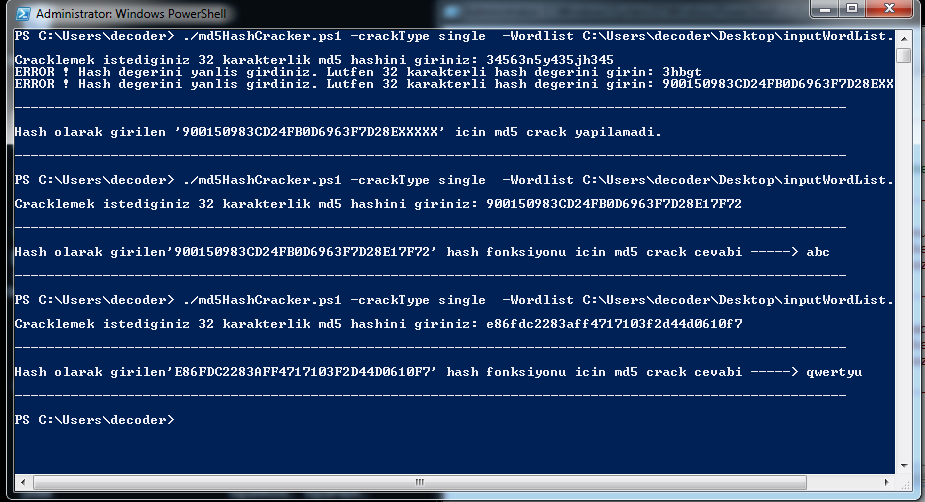 Administrator: Windows PowerShell
PS C:\Users\decoder> ./md5HashCracker.ps1 -crackType single  -Wordlist C:\Users\decoder\Desktop\inputWordList.
Cracklemek istediginiz 32 karakterlik md5 hashini giriniz: 34563n5y435jh345
ERROR ! Hash degerini yanlis girdiniz. Lutfen 32 karakterli hash degerini girin: 3hbgt
ERROR ! Hash degerini yanlis girdiniz. Lutfen 32 karakterli hash degerini girin: 900150983CD24FB0D6963F7D28EXX
--------------------------------------------------------------------------------------------------------
Hash olarak girilen '900150983CD24FB0D6963F7D28EXXXXX' icin md5 crack yapilamadi.
--------------------------------------------------------------------------------------------------------
PS C:\Users\decoder> ./md5HashCracker.ps1 -crackType single  -Wordlist C:\Users\decoder\Desktop\inputWordList.
Cracklemek istediginiz 32 karakterlik md5 hashini giriniz: 900150983CD24FB0D6963F7D28E17F72
--------------------------------------------------------------------------------------------------------
Hash olarak girilen'900150983CD24FB0D6963F7D28E17F72' hash fonksiyonu icin md5 crack cevabi -----> abc
--------------------------------------------------------------------------------------------------------
PS C:\Users\decoder> ./md5HashCracker.ps1 -crackType single  -Wordlist C:\Users\decoder\Desktop\inputWordList.
Cracklemek istediginiz 32 karakterlik md5 hashini giriniz: e86fdc2283aff4717103f2d44d0610f7
--------------------------------------------------------------------------------------------------------
Hash olarak girilen'E86FDC2283AFF4717103F2D44D0610F7' hash fonksiyonu icin md5 crack cevabi -----> qwertyu
--------------------------------------------------------------------------------------------------------
PS C:\Users\decoder>